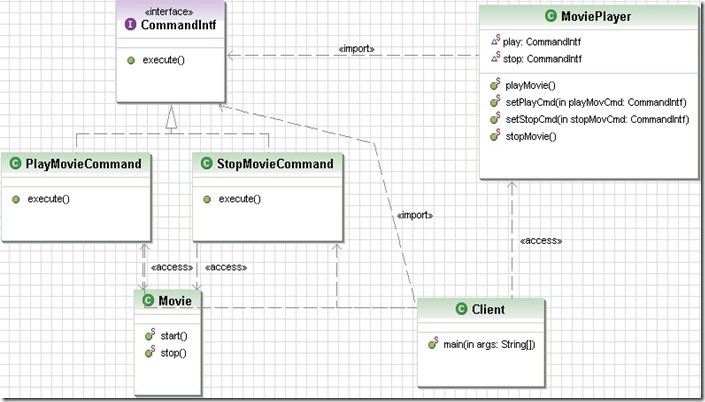 «interface»
I CommandIntf
execute()
«import»
C MoviePlayer
S play: CommandIntf
S stop: CommandIntf
S playMovie()
S setPlayCmd(in playMovCmd: CommandIntf)
S setStopCmd(in stopMovCmd: CommandIntf)
S stopMovie()
C PlayMovieCommand
execute()
C StopMovieCommand
execute()
«import»
«access»
«access»
«access»
C Movie
S start()
S stop()
C Client
S main(in args: String[])